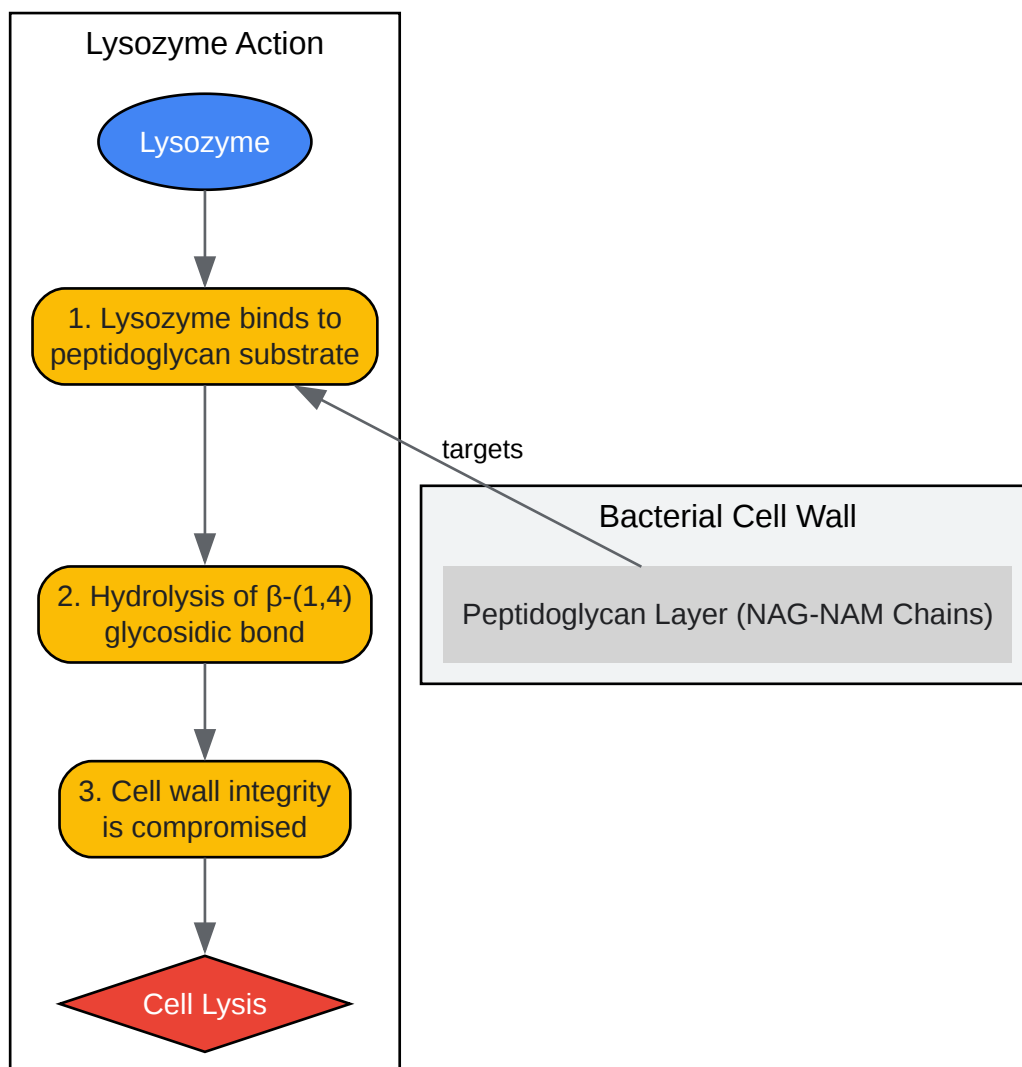 Lysozyme Action
Lysozyme
1. Lysozyme binds to
peptidoglycan substrate
targets
Bacterial Cell Wall
Peptidoglycan Layer (NAG-NAM Chains)
2. Hydrolysis of β-(1,4)
glycosidic bond
3. Cell wall integrity
is compromised
Cell Lysis